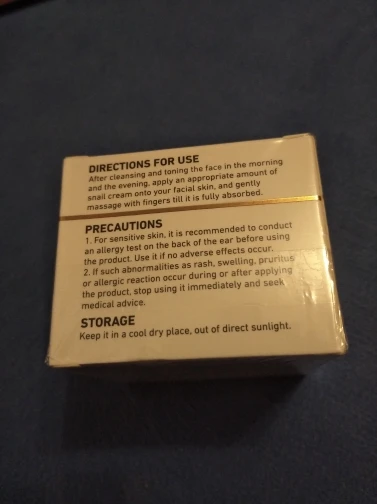 DIRECTIONS FOR USE
After cleansing and toning the face in the morning
and the evening, apply an appropriate amount of
snail cream onto your facial skin, and gently
massage with fingers till it is fully absorbed.
PRECAUTIONS
1. For sensitive skin, it is recommended to conduct
an allergy test on the back of the ear before using
the product. Use it if no adverse effects occur.
2. If such abnormalities as rash, swelling, pruritus
or allergic reaction occur during or after applying
the product, stop using it immediately and seek
medical advice.
STORAGE
Keep it in a cool dry place, out of direct sunlight.